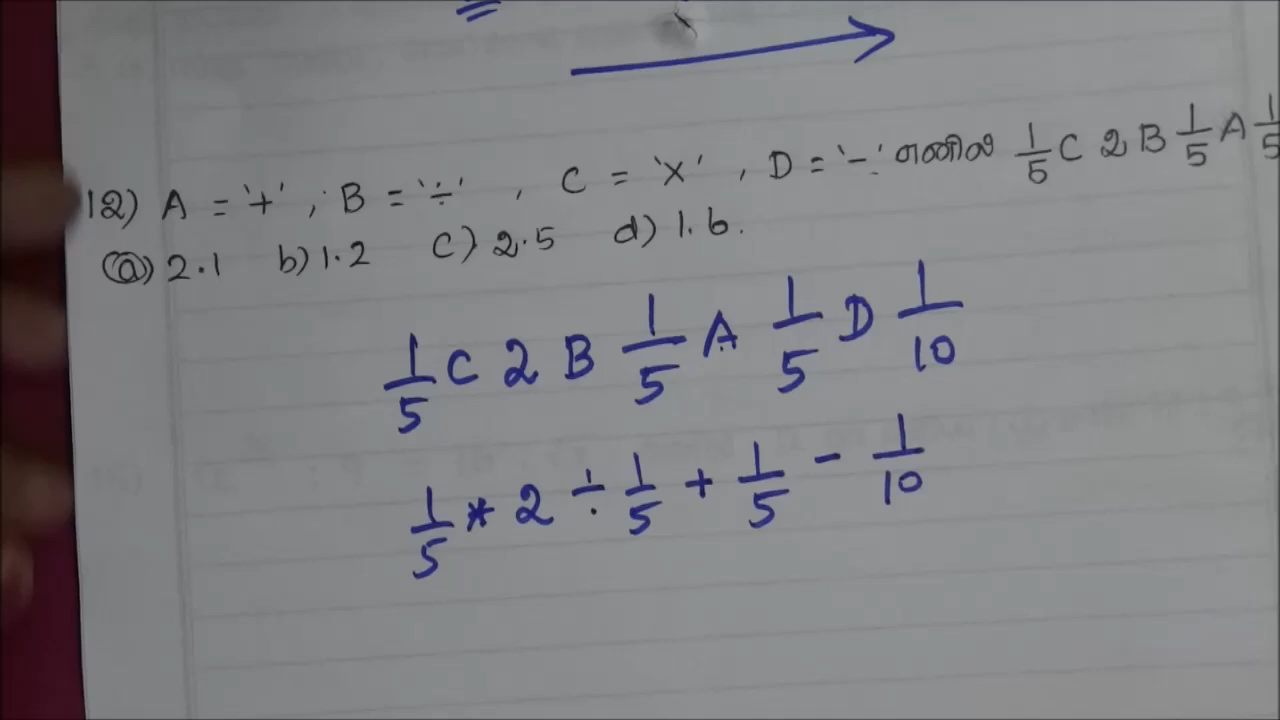 12) A = '+' , B = '÷' , C = 'x' , D = '-' எனில் 1/5 C 2 B 1/5 A 1/5
(a) 2.1 b) 1.2 c) 2.5 d) 1.6.
1/5 C 2 B 1/5 A 1/5 D 1/10
1/5 * 2 ÷ 1/5 + 1/5 - 1/10